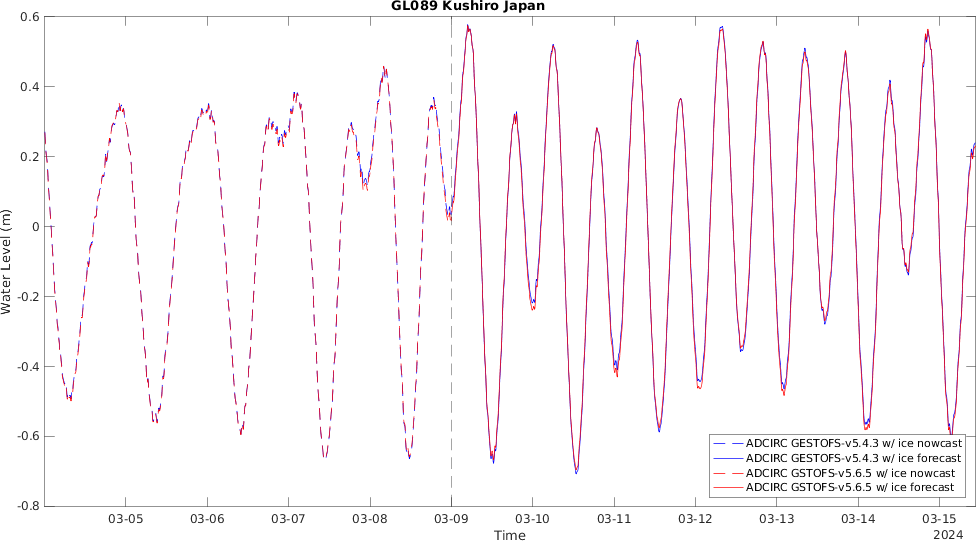 GL089 Kushiro Japan
0.6
0.4
0.2
0
-0.2
-0.4
-0.6
-0.8
Water Level (m)
ADCIRC GESTOFS-v5.4.3 w/ ice nowcast
ADCIRC GESTOFS-v5.4.3 w/ ice forecast
ADCIRC GSTOFS-v5.6.5 w/ ice nowcast
ADCIRC GSTOFS-v5.6.5 w/ ice forecast
03-05 03-06 03-07 03-08 03-09 03-10 03-11 03-12 03-13 03-14 03-15
Time
2024